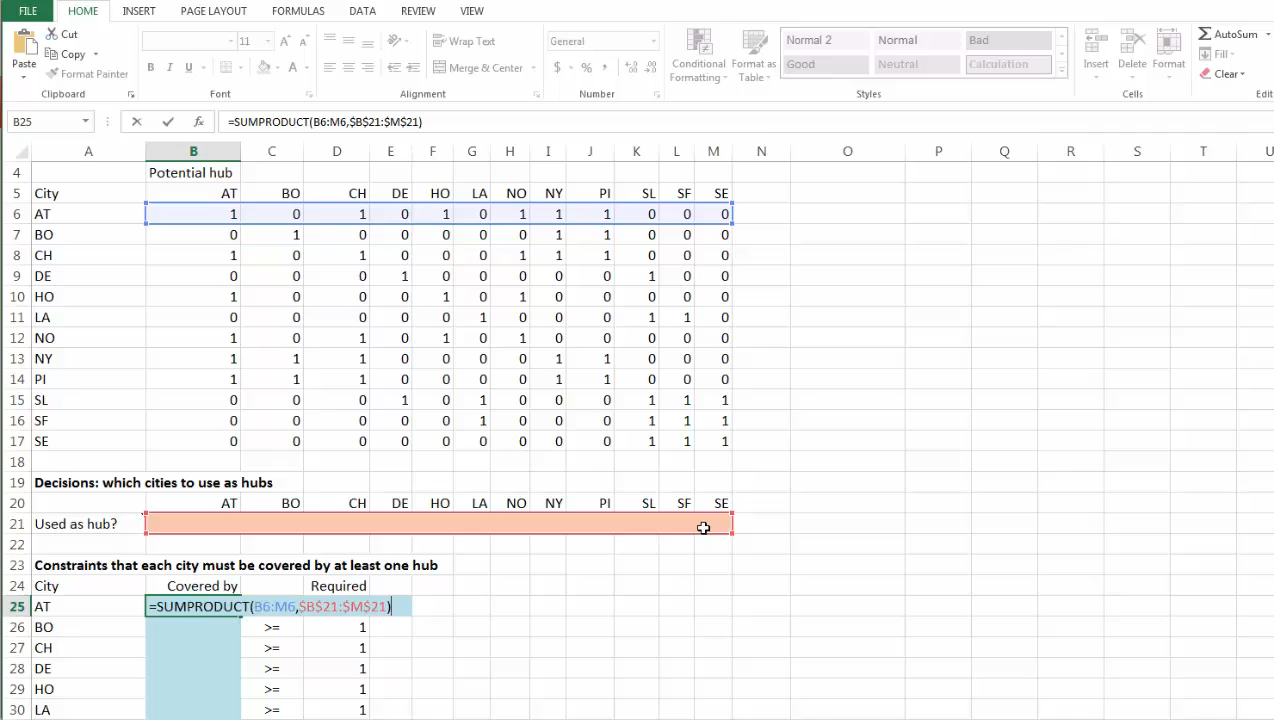 FILE HOME INSERT PAGE LAYOUT FORMULAS DATA REVIEW VIEW
Paste Cut Copy Format Painter
Clipboard
11 A A B I U A
Font
Wrap Text Merge & Center
Alignment
General $ % , .0 .00 .00 .0
Number
Conditional Formatting Format as Table Normal 2 Normal Bad Good Neutral Calculation
Styles
Insert Delete Format
Cells
AutoSum Fill Clear
Edit
B25 fx =SUMPRODUCT(B6:M6,$B$21:$M$21)
A B C D E F G H I J K L M N O P Q R S T U
4 Potential hub
5 City AT BO CH DE HO LA NO NY PI SL SF SE
6 AT 1 0 1 0 1 0 1 1 1 0 0 0
7 BO 0 1 0 0 0 0 0 1 1 0 0 0
8 CH 1 0 1 0 0 0 1 1 1 0 0 0
9 DE 0 0 0 1 0 0 0 0 0 1 0 0
10 HO 1 0 0 0 1 0 1 0 0 0 0 0
11 LA 0 0 0 0 0 1 0 0 0 1 1 0
12 NO 1 0 1 0 1 0 1 0 0 0 0 0
13 NY 1 1 1 0 0 0 0 1 1 0 0 0
14 PI 1 1 1 0 0 0 0 1 1 0 0 0
15 SL 0 0 0 1 0 1 0 0 0 1 1 1
16 SF 0 0 0 0 0 1 0 0 0 1 1 1
17 SE 0 0 0 0 0 0 0 0 0 1 1 1
18
19 Decisions: which cities to use as hubs
20 AT BO CH DE HO LA NO NY PI SL SF SE
21 Used as hub?
22
23 Constraints that each city must be covered by at least one hub
24 City Covered by Required
25 AT =SUMPRODUCT(B6:M6,$B$21:$M$21)
26 BO >= 1
27 CH >= 1
28 DE >= 1
29 HO >= 1
30 LA >= 1